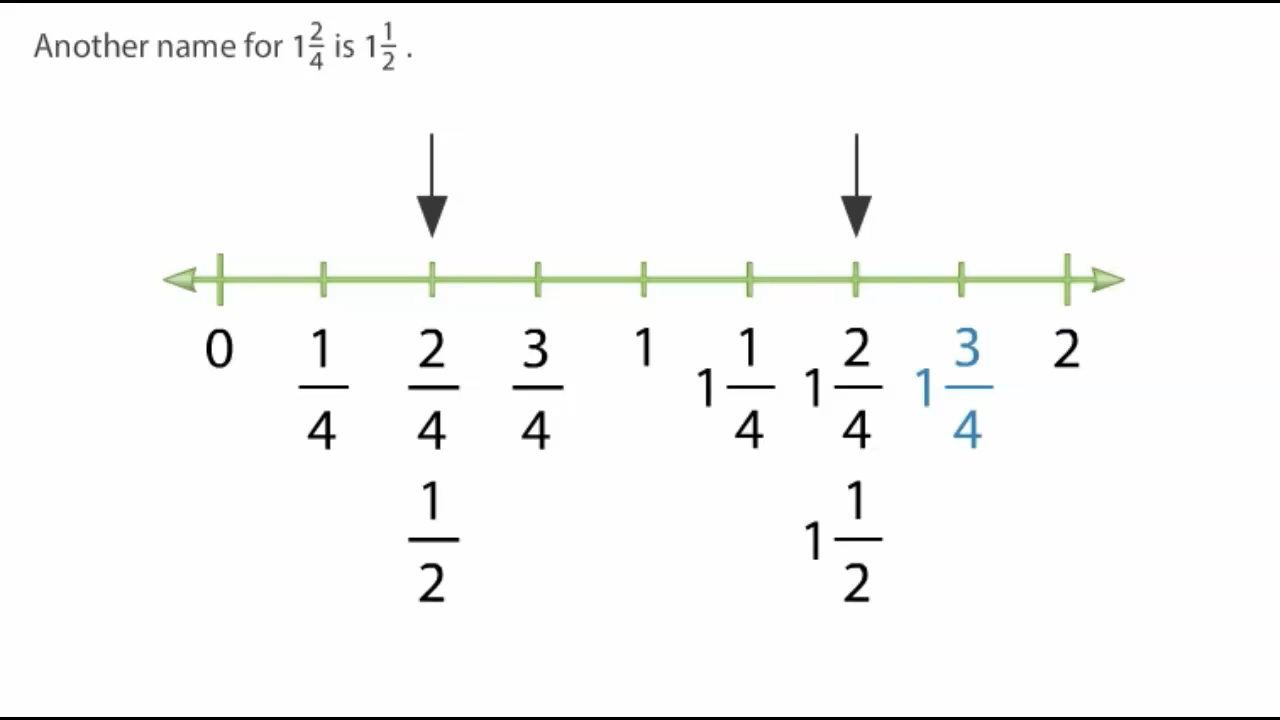 Another name for 1 2/4 is 1 1/2 .
0 1/4 2/4 3/4 1 1 1/4 1 2/4 1 3/4 2
1/2 1 1/2